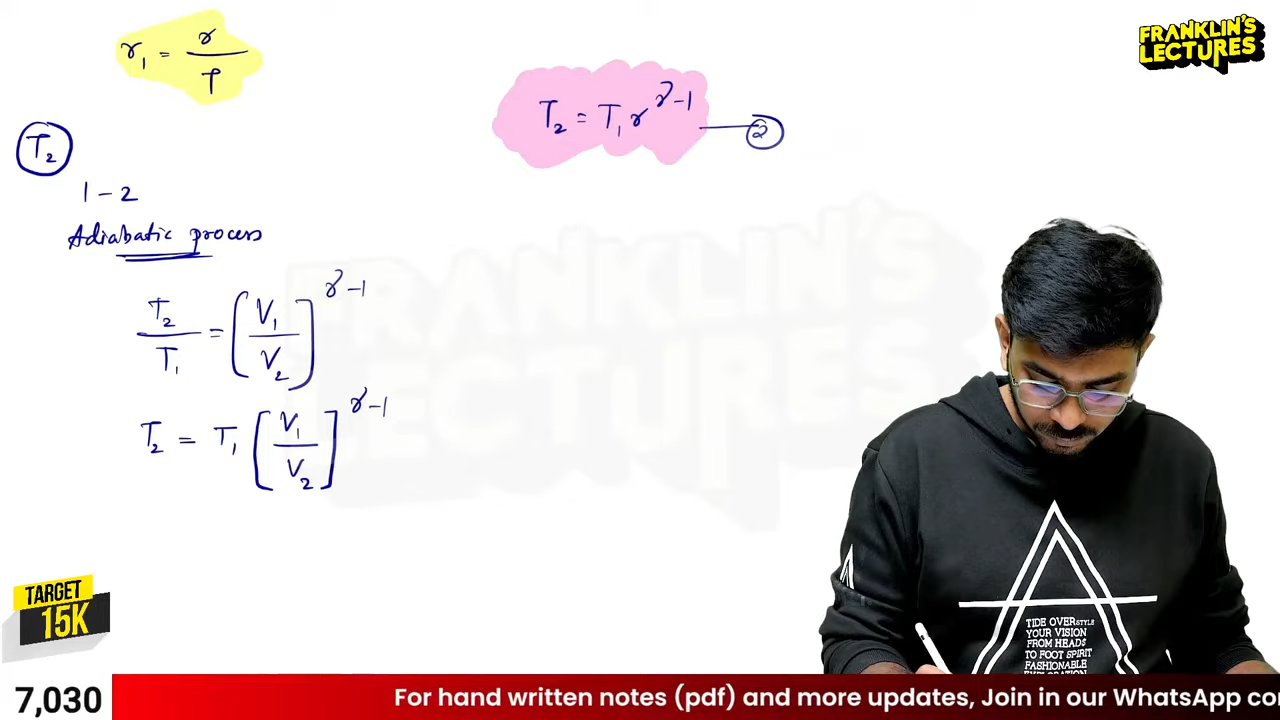 r₁ = r / ρ
T₂ = T₁ r^(γ-1) — ②
T₂
1 - 2
Adiabatic process
T₂ / T₁ = [V₁ / V₂]^(γ-1)
T₂ = T₁ [V₁ / V₂]^(γ-1)
FRANKLIN'S
LECTURES
FRANKLIN'S
LECTURES
TIDE OVER STYLE
YOUR VISION
FROM HEADS
TO FOOT SPIRIT
FASHIONABLE
TARGET
15K
7,030
For hand written notes (pdf) and more updates, Join in our WhatsApp co